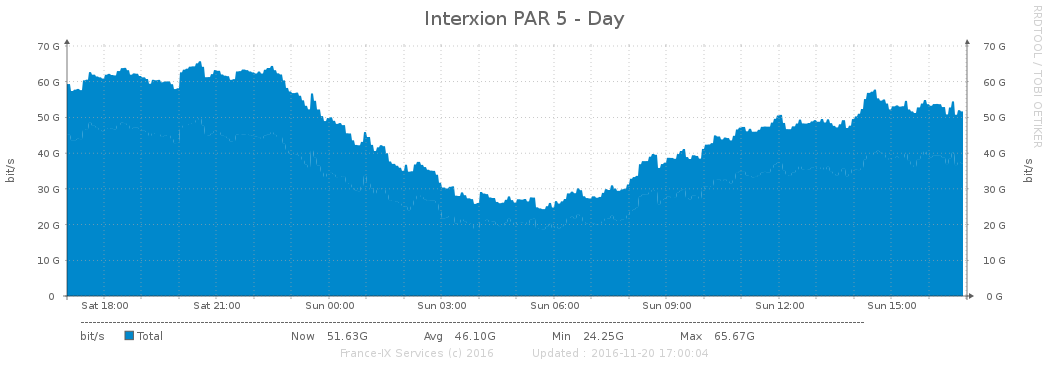 Interxion PAR 5 - Day
RRDTOOL / TOBI OETIKER
bit/s
70 G 70 G
60 G 60 G
50 G 50 G
40 G 40 G
30 G 30 G
20 G 20 G
10 G 10 G
0 0 G
bit/s
Sat 18:00 Sat 21:00 Sun 00:00 Sun 03:00 Sun 06:00 Sun 09:00 Sun 12:00 Sun 15:00
bit/s Total Now 51.63G Avg 46.10G Min 24.25G Max 65.67G
France-IX Services (c) 2016 Updated : 2016-11-20 17:00:04